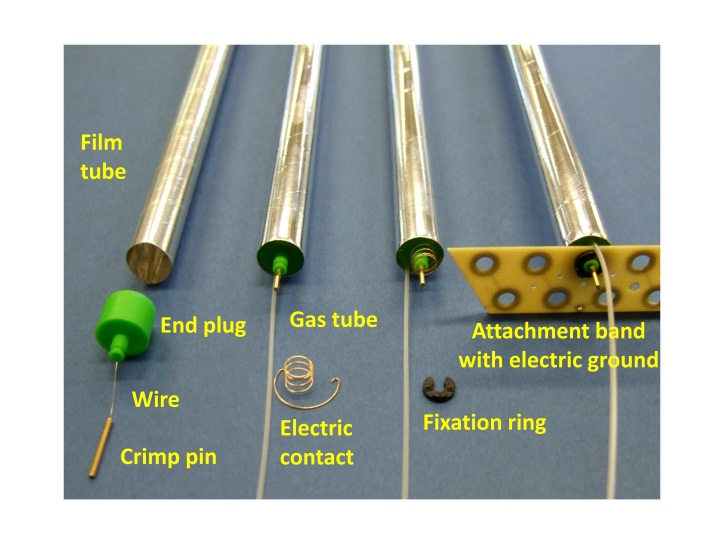 Film
tube
End plug
Gas tube
Attachment band
with electric ground
Wire
Electric
contact
Fixation ring
Crimp pin